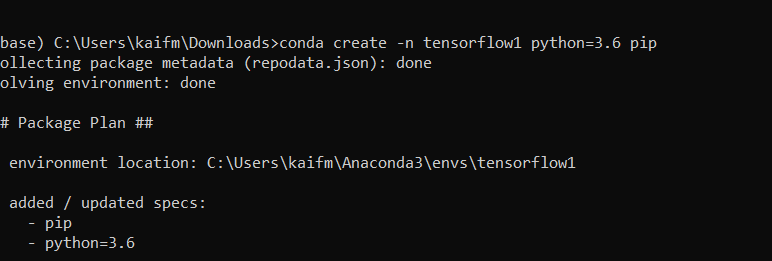 base) C:\Users\kaifm\Downloads>conda create -n tensorflow1 python=3.6 pip
ollecting package metadata (repodata.json): done
olving environment: done
# Package Plan ##
environment location: C:\Users\kaifm\Anaconda3\envs\tensorflow1
added / updated specs:
- pip
- python=3.6